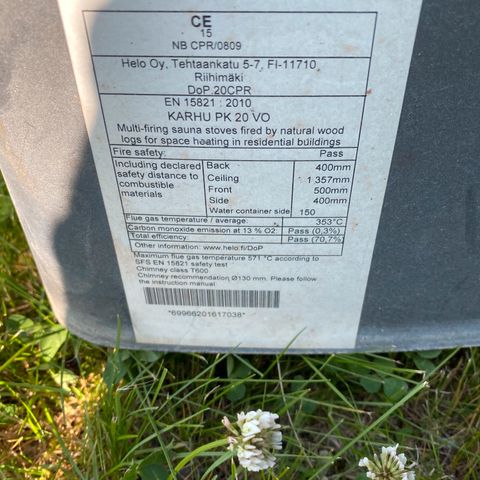 CE
15
NB CPR/0809
Helo Oy, Tehtaankatu 5-7, FI-11710,
Riihimäki
DoP.20CPR
EN 15821 : 2010
KARHU PK 20 VO
Multi-firing sauna stoves fired by natural wood
logs for space heating in residential buildings
Fire safety: Pass
Including declared safety distance to combustible materials
Back 400mm
Ceiling 1 357mm
Front 500mm
Side 400mm
Water container side 150
Flue gas temperature / average: 353°C
Carbon monoxide emission at 13 % O2 Pass (0,3%)
Total efficiency: Pass (70,7%)
Other information: www.helo.fi/DoP
Maximum flue gas temperature 571 °C according to
SFS EN 15821 safety test
Chimney class T600
Chimney recommendation Ø130 mm. Please follow
the instruction manual
*69966201617038*